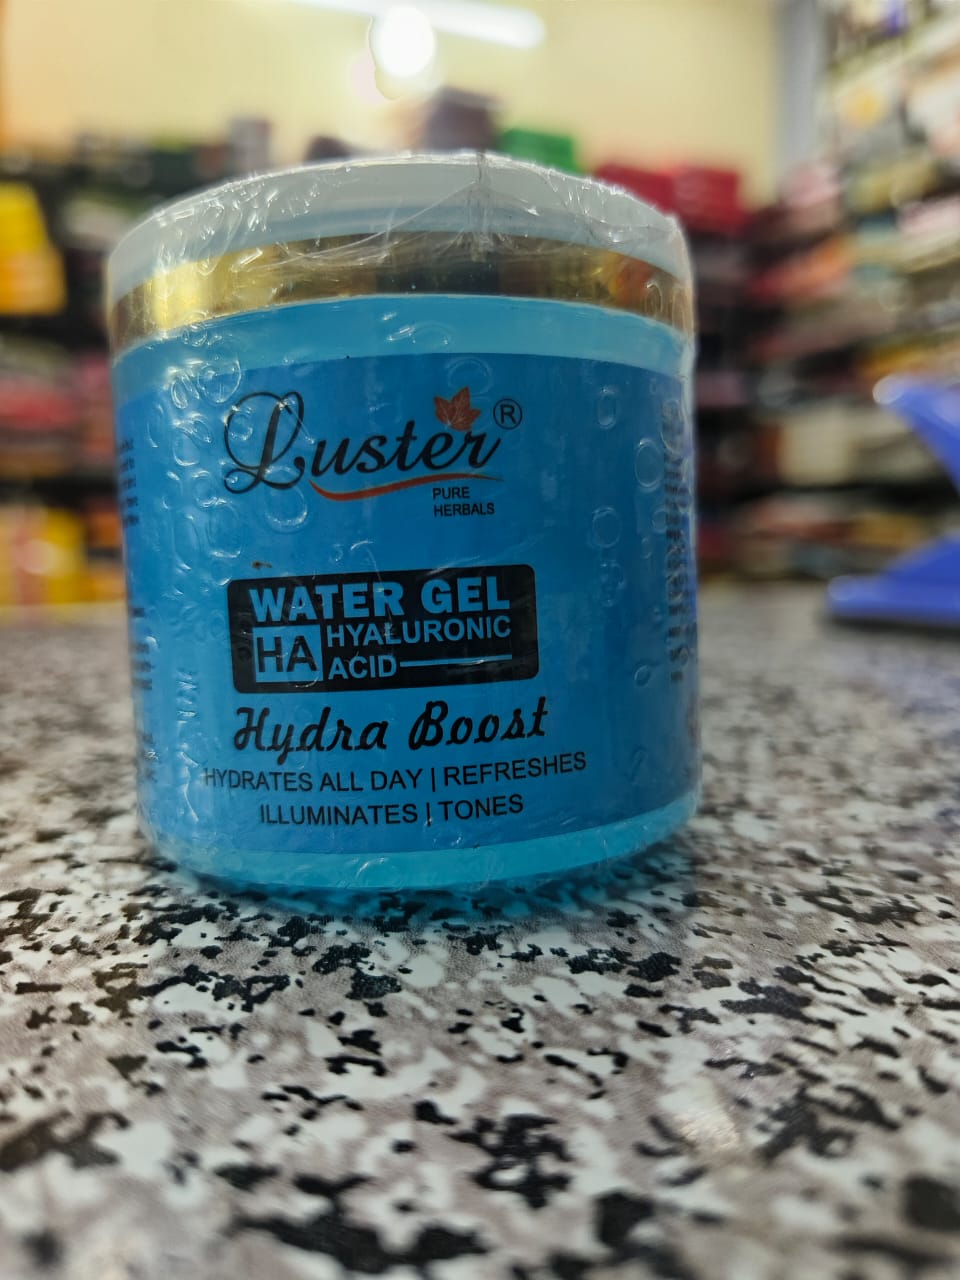 Luster®
PURE
HERBALS
WATER GEL
HA HYALURONIC
ACID
Hydra Boost
HYDRATES ALL DAY | REFRESHES
ILLUMINATES | TONES